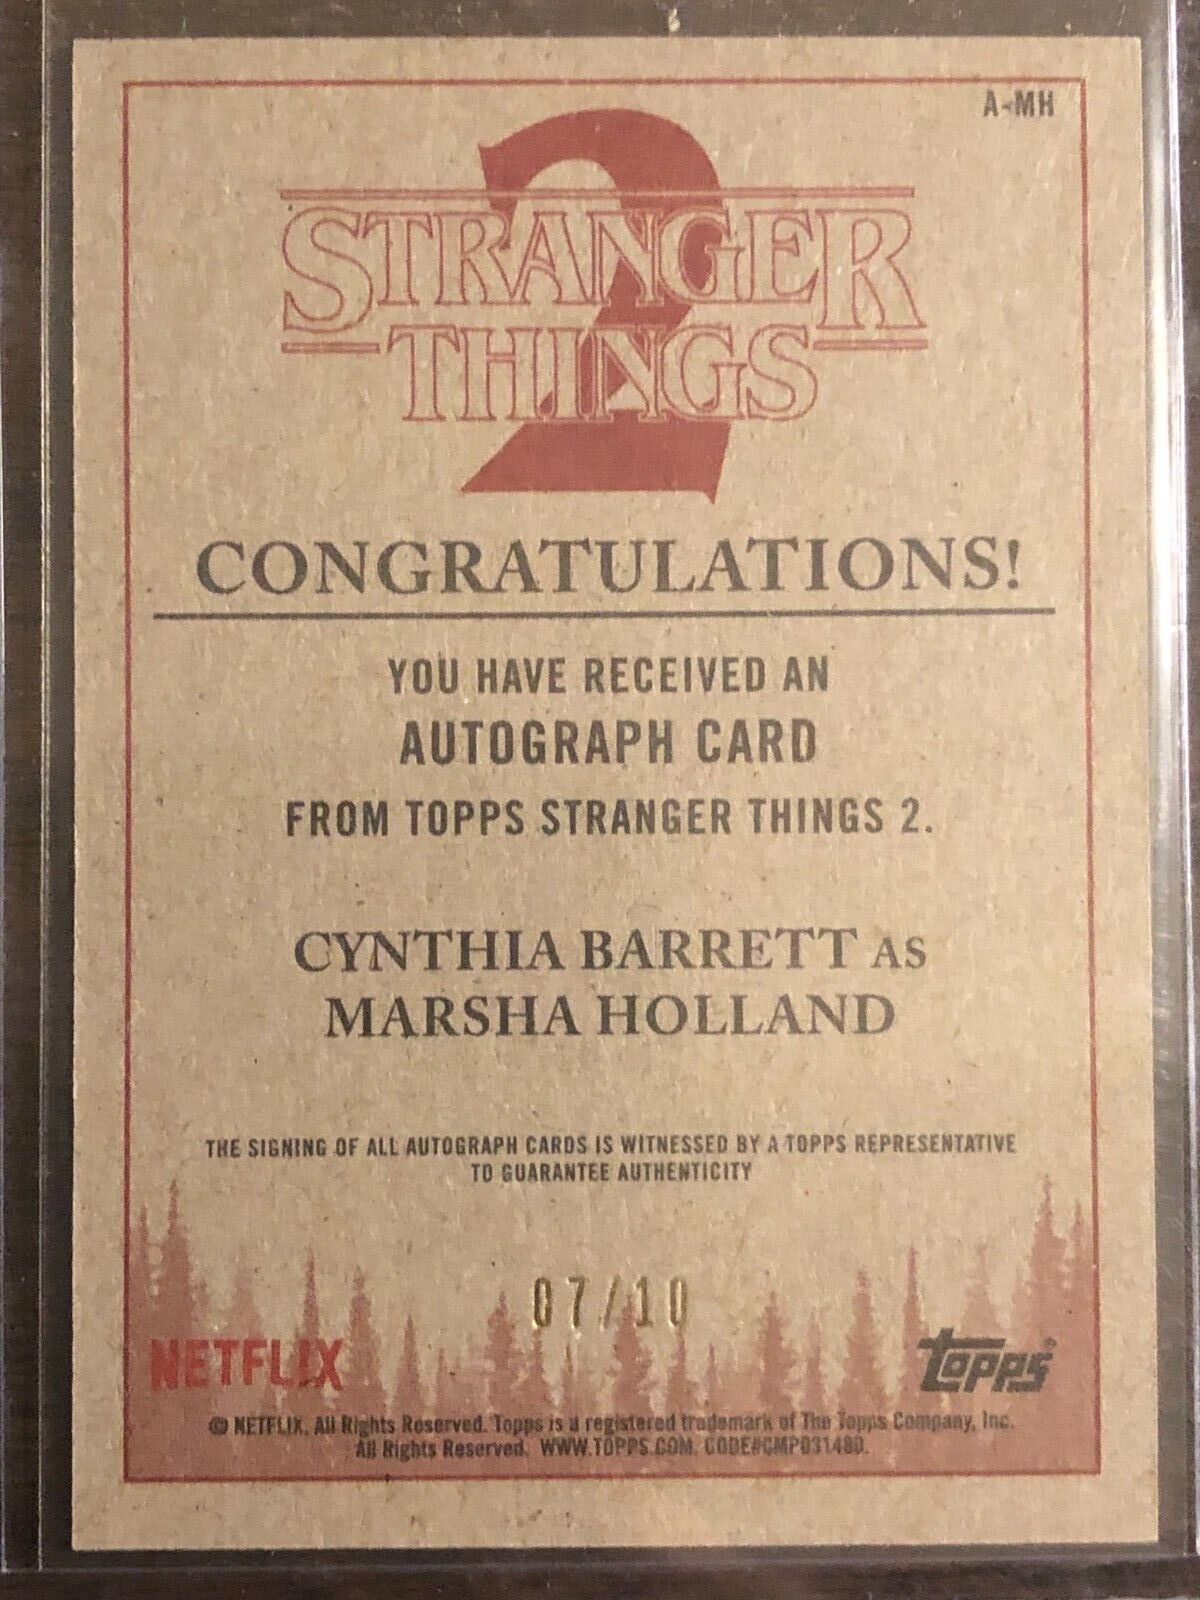 A-MH
2
STRANGER
THINGS
CONGRATULATIONS!
YOU HAVE RECEIVED AN
AUTOGRAPH CARD
FROM TOPPS STRANGER THINGS 2.
CYNTHIA BARRETT AS
MARSHA HOLLAND
THE SIGNING OF ALL AUTOGRAPH CARDS IS WITNESSED BY A TOPPS REPRESENTATIVE
TO GUARANTEE AUTHENTICITY
07/10
NETFLIX
topps®
© NETFLIX. All Rights Reserved. Topps is a registered trademark of The Topps Company, Inc.
All Rights Reserved. WWW.TOPPS.COM. CODE#CMP031480.